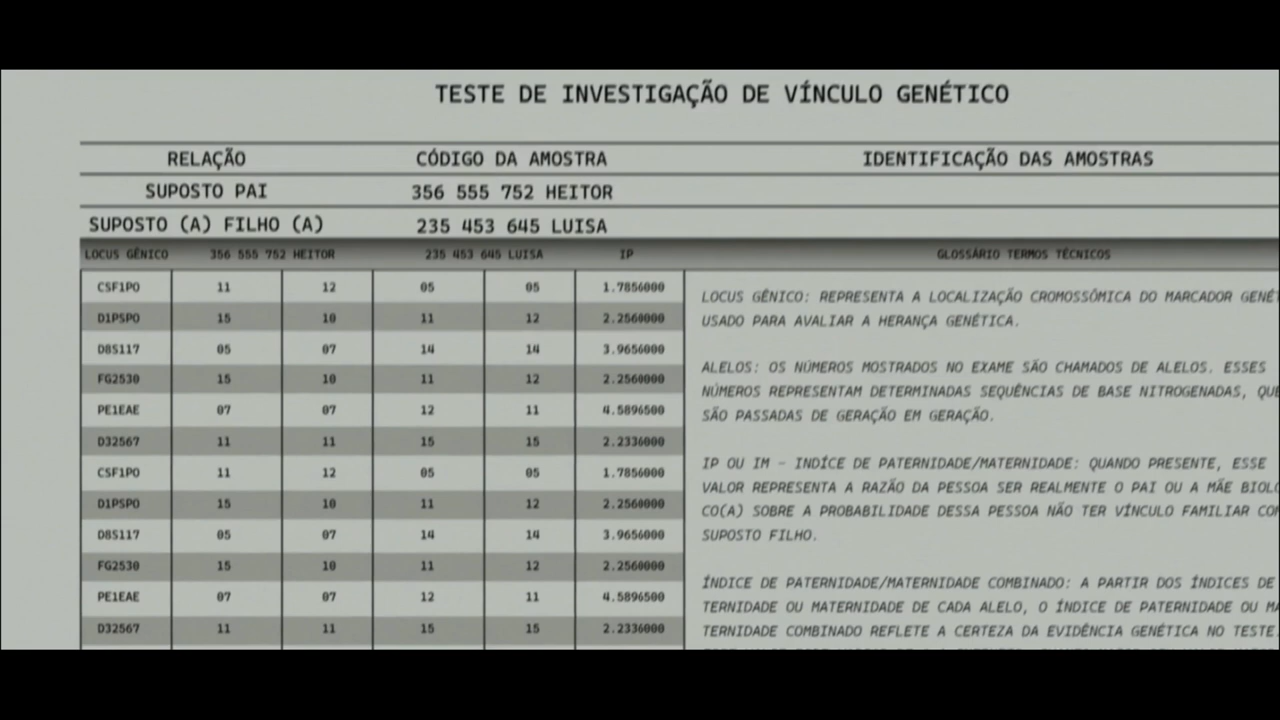 TESTE DE INVESTIGAÇÃO DE VÍNCULO GENÉTICO
RELAÇÃO CÓDIGO DA AMOSTRA IDENTIFICAÇÃO DAS AMOSTRAS
SUPOSTO PAI 356 555 752 HEITOR
SUPOSTO (A) FILHO (A) 235 453 645 LUISA
LOCUS GÊNICO 356 555 752 HEITOR 235 453 645 LUISA IP GLOSSÁRIO TERMOS TÉCNICOS
CSF1PO 11 12 05 05 1.7856000
D1PSPO 15 10 11 12 2.2560000
D8S117 05 07 14 14 3.9656000
FG2530 15 10 11 12 2.2560000
PE1EAE 07 07 12 11 4.5896500
D32567 11 11 15 15 2.2336000
CSF1PO 11 12 05 05 1.7856000
D1PSPO 15 10 11 12 2.2560000
D8S117 05 07 14 14 3.9656000
FG2530 15 10 11 12 2.2560000
PE1EAE 07 07 12 11 4.5896500
D32567 11 11 15 15 2.2336000
LOCUS GÊNICO: REPRESENTA A LOCALIZAÇÃO CROMOSSÔMICA DO MARCADOR GENÉ
USADO PARA AVALIAR A HERANÇA GENÉTICA.
ALELOS: OS NÚMEROS MOSTRADOS NO EXAME SÃO CHAMADOS DE ALELOS. ESSES
NÚMEROS REPRESENTAM DETERMINADAS SEQUÊNCIAS DE BASE NITROGENADAS, QUE
SÃO PASSADAS DE GERAÇÃO EM GERAÇÃO.
IP OU IM - INDÍCE DE PATERNIDADE/MATERNIDADE: QUANDO PRESENTE, ESSE
VALOR REPRESENTA A RAZÃO DA PESSOA SER REALMENTE O PAI OU A MÃE BIOLÓ
CO(A) SOBRE A PROBABILIDADE DESSA PESSOA NÃO TER VÍNCULO FAMILIAR CO
SUPOSTO FILHO.
ÍNDICE DE PATERNIDADE/MATERNIDADE COMBINADO: A PARTIR DOS ÍNDICES DE
TERNIDADE OU MATERNIDADE DE CADA ALELO, O ÍNDICE DE PATERNIDADE OU MA
TERNIDADE COMBINADO REFLETE A CERTEZA DA EVIDÊNCIA GENÉTICA NO TESTE.